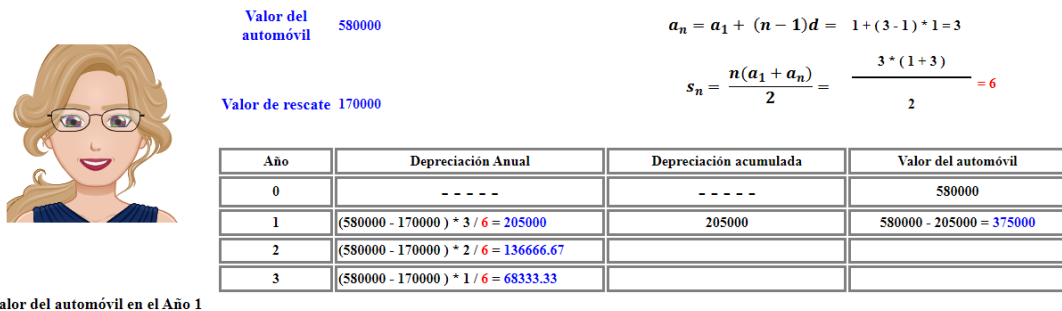 Valor del automóvil 580000
Valor de rescate 170000
aₙ = a₁ + (n − 1)d = 1 + ( 3 - 1 ) * 1 = 3
sₙ = n(a₁ + aₙ) / 2 = 3 * ( 1 + 3 ) / 2 = 6
Año Depreciación Anual Depreciación acumulada Valor del automóvil
0 - - - - - - - - - - 580000
1 (580000 - 170000 ) * 3 / 6 = 205000 205000 580000 - 205000 = 375000
2 (580000 - 170000 ) * 2 / 6 = 136666.67
3 (580000 - 170000 ) * 1 / 6 = 68333.33
alor del automóvil en el Año 1